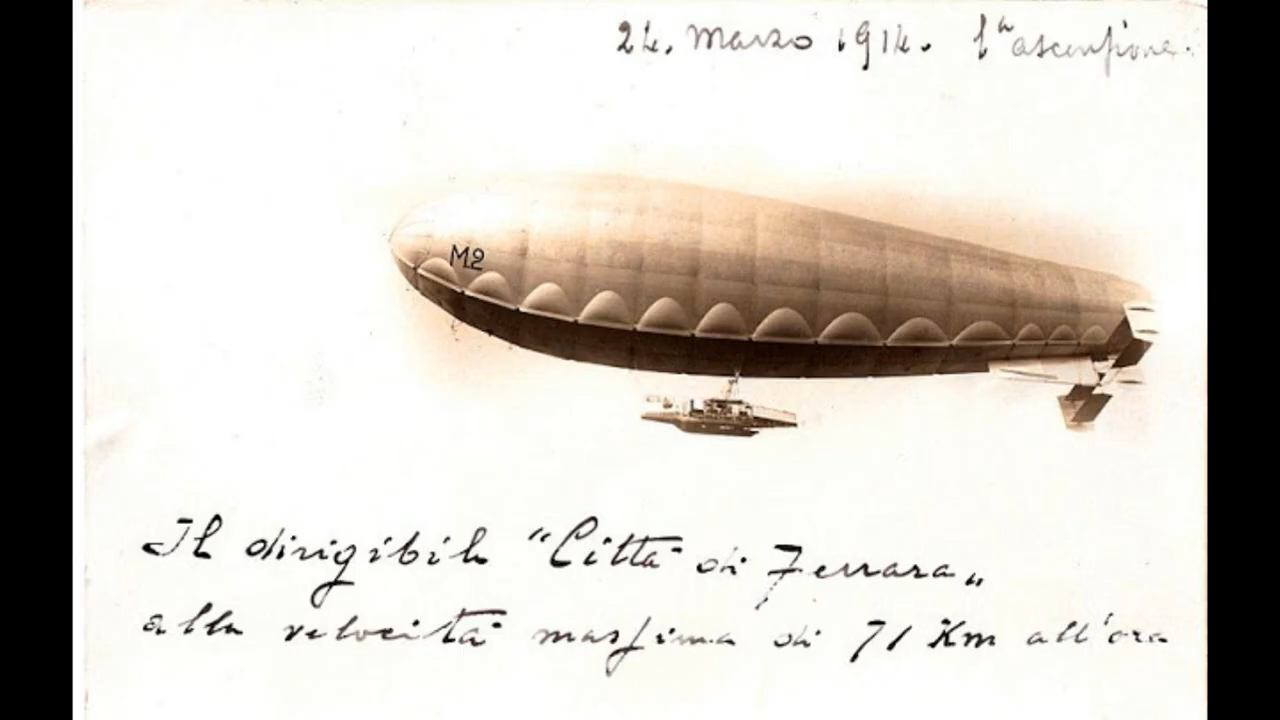 24. Marzo 1914. 1ª ascensione.
M2
Il dirigibile "Città di Ferrara„
alla velocità massima di 71 Km all'ora